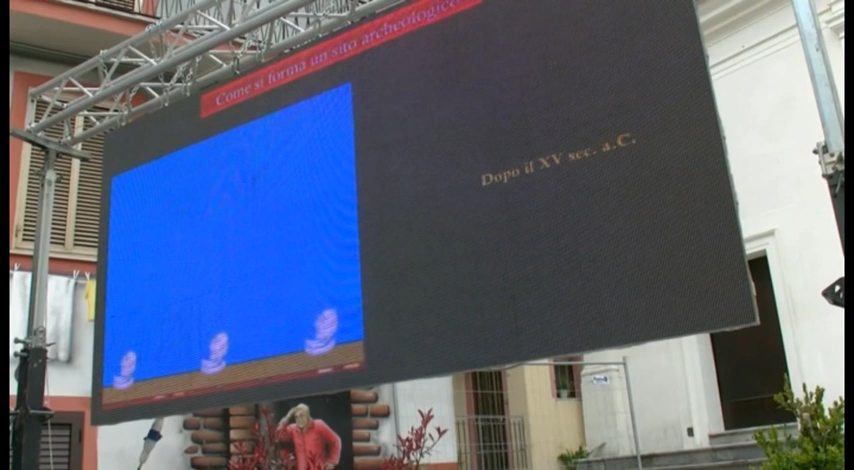 Come si forma un sito archeologico
Dopo il XV sec. a.C.